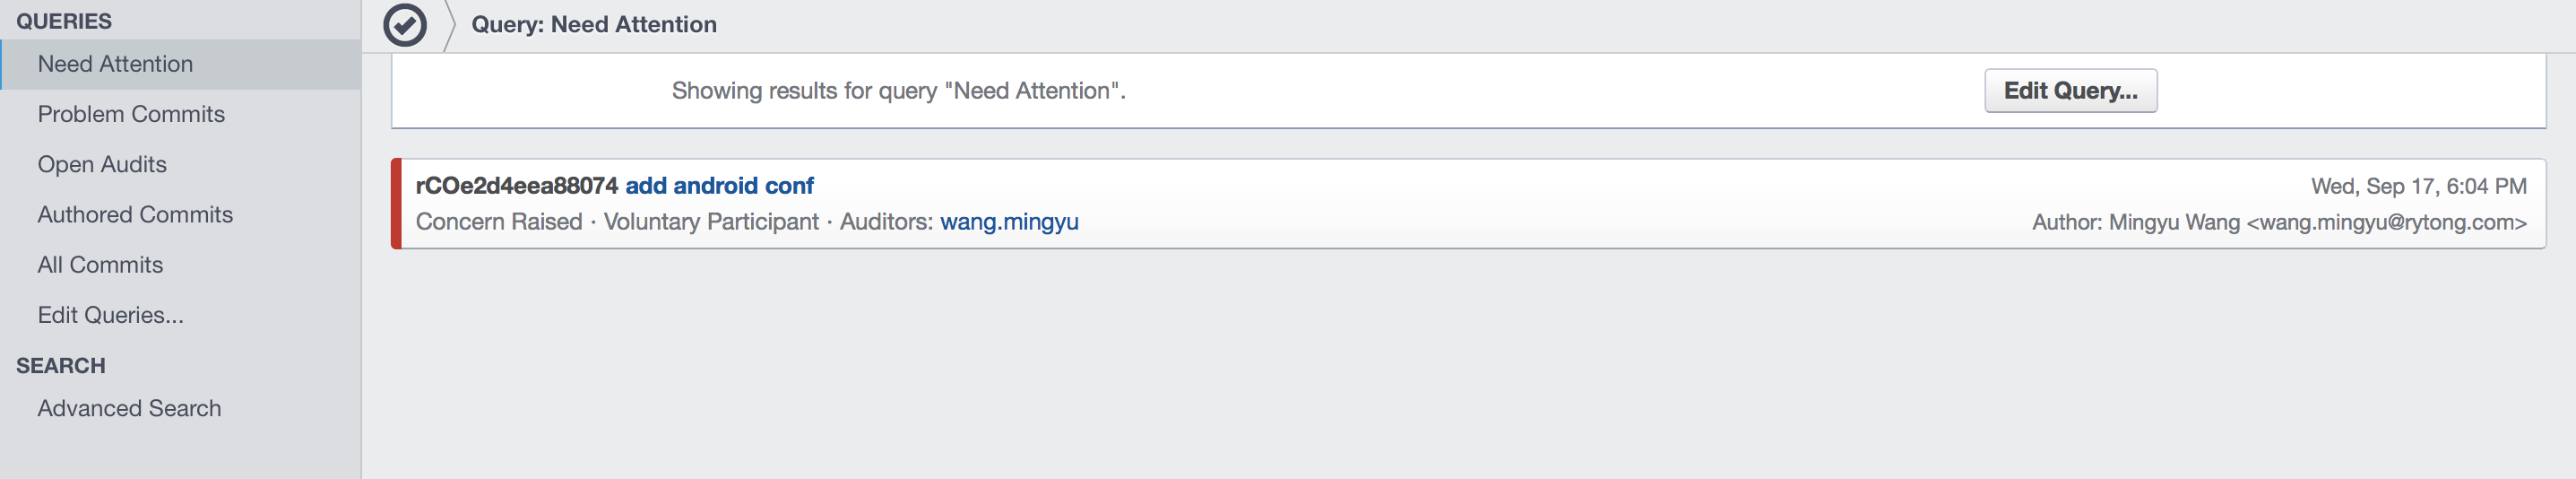 QUERIES
Need Attention
Problem Commits
Open Audits
Authored Commits
All Commits
Edit Queries...
SEARCH
Advanced Search
Query: Need Attention
Showing results for query "Need Attention".
Edit Query...
rCOe2d4eea88074 add android conf
Wed, Sep 17, 6:04 PM
Concern Raised · Voluntary Participant · Auditors: wang.mingyu
Author: Mingyu Wang <wang.mingyu@rytong.com>